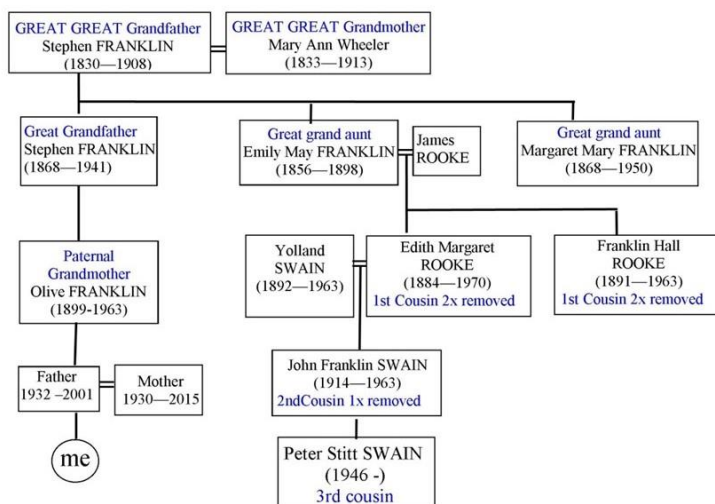 GREAT GREAT Grandfather
Stephen FRANKLIN
(1830—1908)
GREAT GREAT Grandmother
Mary Ann Wheeler
(1833—1913)
Great Grandfather
Stephen FRANKLIN
(1868—1941)
Great grand aunt
Emily May FRANKLIN
(1856—1898)
James
ROOKE
Great grand aunt
Margaret Mary FRANKLIN
(1868—1950)
Paternal
Grandmother
Olive FRANKLIN
(1899-1963)
Yolland
SWAIN
(1892—1963)
Edith Margaret
ROOKE
(1884—1970)
1st Cousin 2x removed
Franklin Hall
ROOKE
(1891—1963)
1st Cousin 2x removed
Father
1932 –2001
Mother
1930—2015
John Franklin SWAIN
(1914—1963)
2ndCousin 1x removed
me
Peter Stitt SWAIN
(1946 -)
3rd cousin